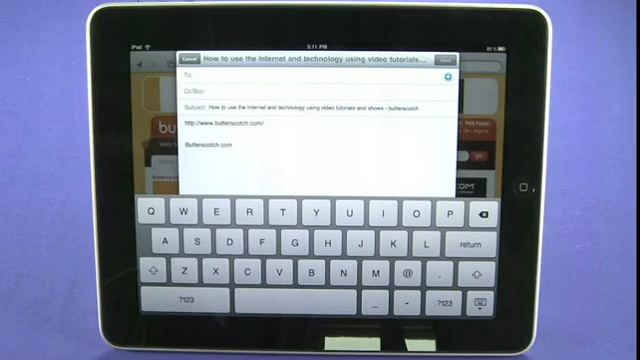 iPad 3:11 PM
Cancel How to use the Internet and technology using video tutorials... Send
To:
Cc/Bcc:
Subject: How to use the Internet and technology using video tutorials and shows - butterscotch
http://www.butterscotch.com/
Butterscotch.com
Q W E R T Y U I O P
A S D F G H J K L return
Z X C V B N M @ .
.?123 _ - .?123